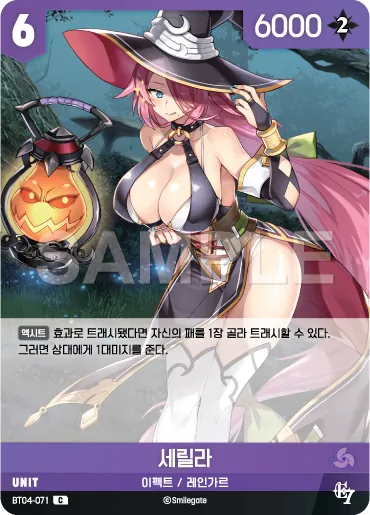 6
6000 2
SAMPLE
엑시트 효과로 트래시됐다면 자신의 패를 1장 골라 트래시할 수 있다.
그러면 상대에게 1대미지를 준다.
세릴라
UNIT
이펙트 / 레인가르
BT04-071 C
©Smilegate
E7